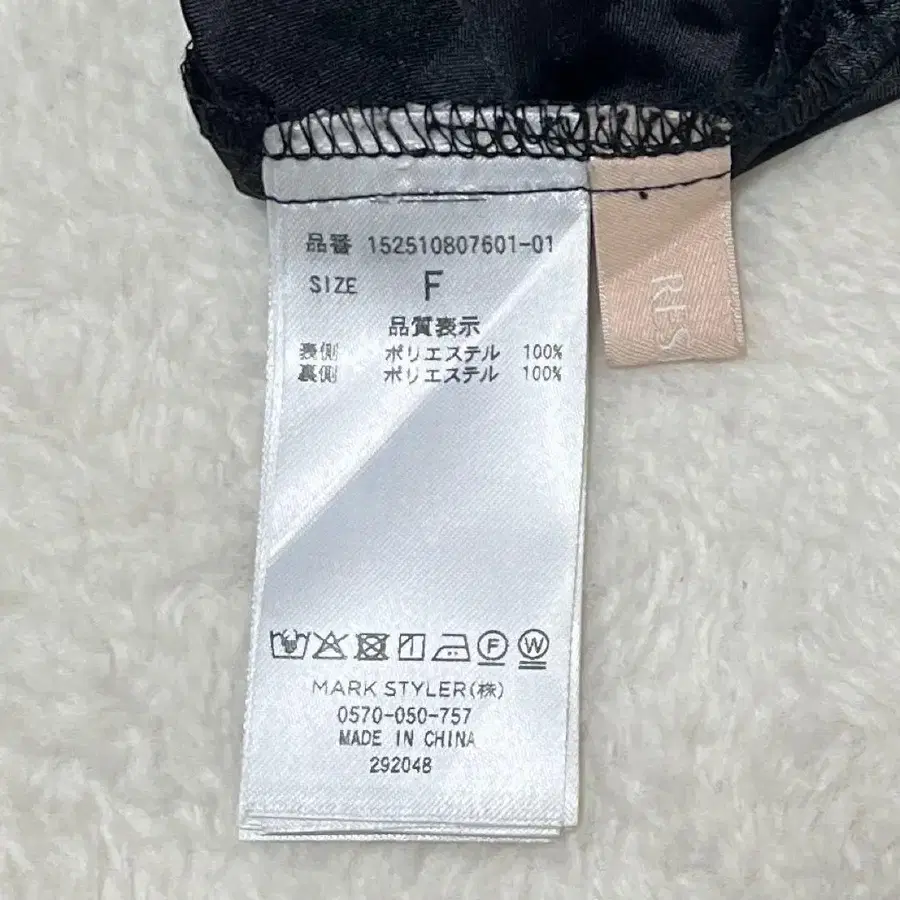 品番 152510807601-01
SIZE F
品質表示
表側 ポリエステル 100%
裏側 ポリエステル 100%
F W
MARK STYLER(株)
0570-050-757
MADE IN CHINA
292048
RES